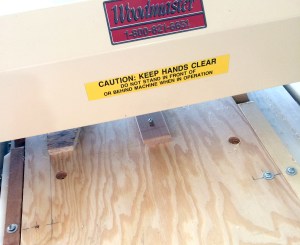 Woodmaster
CAUTION: KEEP HANDS CLEAR
DO NOT STAND IN FRONT OF
OR BEHIND MACHINE WHEN IN OPERATION